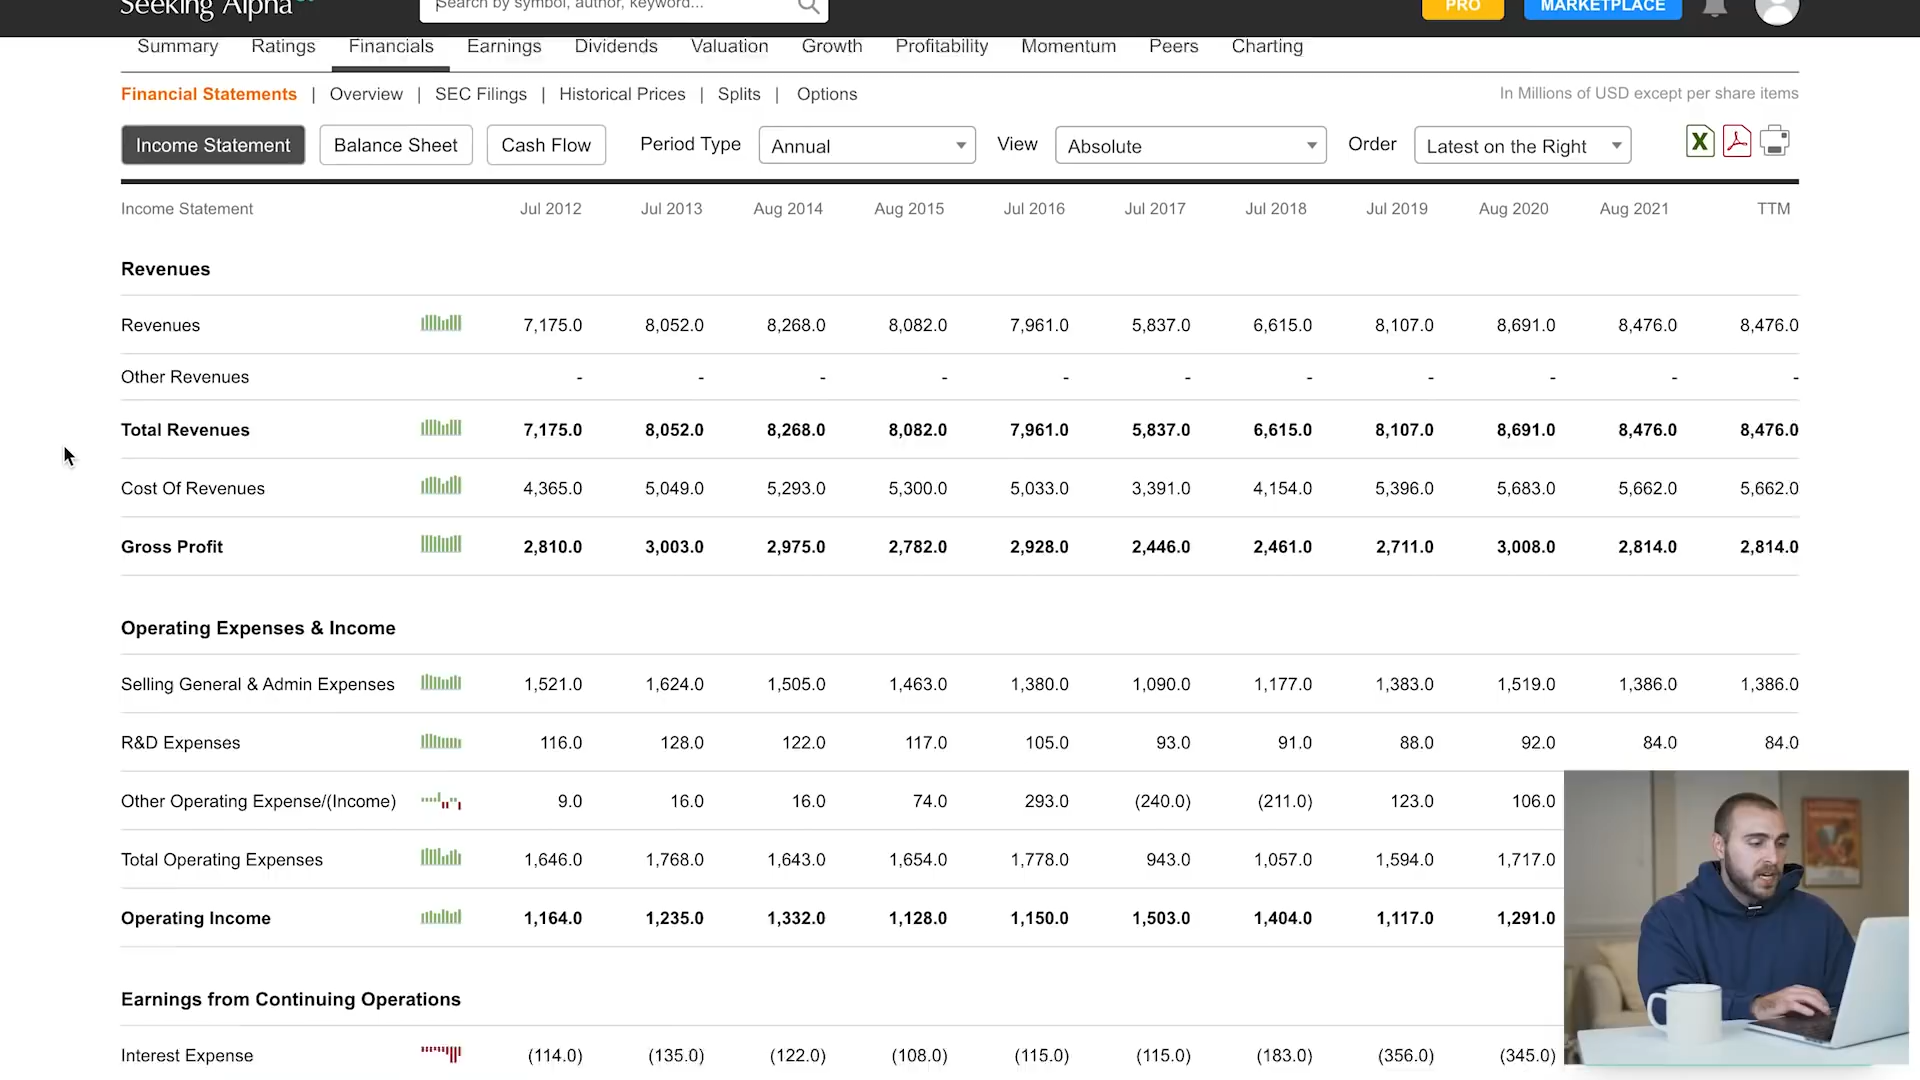 Seeking Alpha
Search by symbol, author, keyword...
PRO
MARKETPLACE
Summary Ratings Financials Earnings Dividends Valuation Growth Profitability Momentum Peers Charting
Financial Statements | Overview | SEC Filings | Historical Prices | Splits | Options In Millions of USD except per share items
Income Statement Balance Sheet Cash Flow Period Type Annual View Absolute Order Latest on the Right X
Income Statement Jul 2012 Jul 2013 Aug 2014 Aug 2015 Jul 2016 Jul 2017 Jul 2018 Jul 2019 Aug 2020 Aug 2021 TTM
Revenues
Revenues 7,175.0 8,052.0 8,268.0 8,082.0 7,961.0 5,837.0 6,615.0 8,107.0 8,691.0 8,476.0 8,476.0
Other Revenues - - - - - - - - - - -
Total Revenues 7,175.0 8,052.0 8,268.0 8,082.0 7,961.0 5,837.0 6,615.0 8,107.0 8,691.0 8,476.0 8,476.0
Cost Of Revenues 4,365.0 5,049.0 5,293.0 5,300.0 5,033.0 3,391.0 4,154.0 5,396.0 5,683.0 5,662.0 5,662.0
Gross Profit 2,810.0 3,003.0 2,975.0 2,782.0 2,928.0 2,446.0 2,461.0 2,711.0 3,008.0 2,814.0 2,814.0
Operating Expenses & Income
Selling General & Admin Expenses 1,521.0 1,624.0 1,505.0 1,463.0 1,380.0 1,090.0 1,177.0 1,383.0 1,519.0 1,386.0 1,386.0
R&D Expenses 116.0 128.0 122.0 117.0 105.0 93.0 91.0 88.0 92.0 84.0 84.0
Other Operating Expense/(Income) 9.0 16.0 16.0 74.0 293.0 (240.0) (211.0) 123.0 106.0
Total Operating Expenses 1,646.0 1,768.0 1,643.0 1,654.0 1,778.0 943.0 1,057.0 1,594.0 1,717.0
Operating Income 1,164.0 1,235.0 1,332.0 1,128.0 1,150.0 1,503.0 1,404.0 1,117.0 1,291.0
Earnings from Continuing Operations
Interest Expense (114.0) (135.0) (122.0) (108.0) (115.0) (115.0) (183.0) (356.0) (345.0)